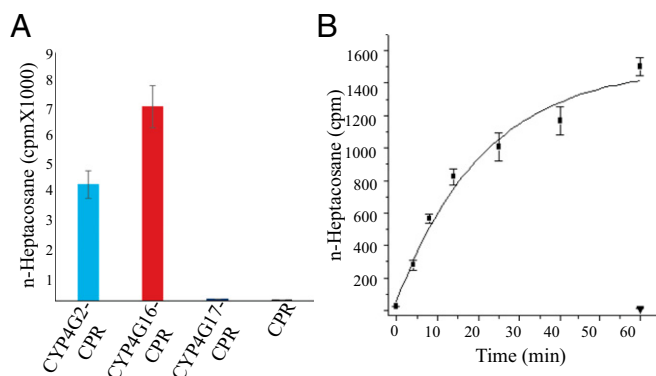 A
n-Heptacosane (cpmX1000)
9
8
7
6
5
4
3
2
1
CYP4G2-
CPR
CYP4G16-
CPR
CYP4G17-
CPR
CPR
B
n-Heptacosane (cpm)
1600
1400
1200
1000
800
600
400
200
0
10
20
30
40
50
60
Time (min)